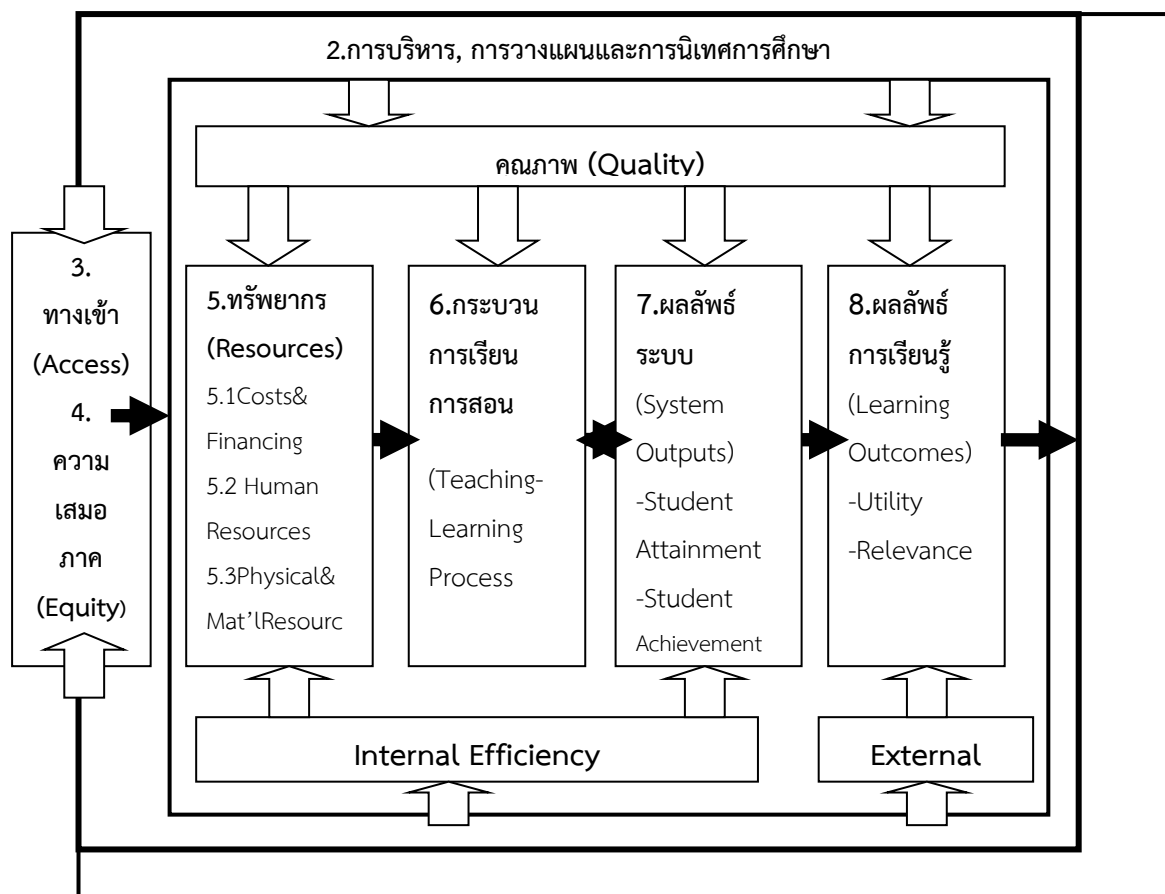 2.การบริหาร, การวางแผนและการนิเทศการศึกษา
คณภาพ (Quality)
3.
ทางเข้า
(Access)
4.
ความ
เสมอ
ภาค
(Equity)
5.ทรัพยากร
(Resources)
5.1Costs&
Financing
5.2 Human
Resources
5.3Physical&
Mat'lResourc
6.กระบวน
การเรียน
การสอน
(Teaching-
Learning
Process
7.ผลลัพธ์
ระบบ
(System
Outputs)
-Student
Attainment
-Student
Achievement
8.ผลลัพธ์
การเรียนรู้
(Learning
Outcomes)
-Utility
-Relevance
Internal Efficiency
External